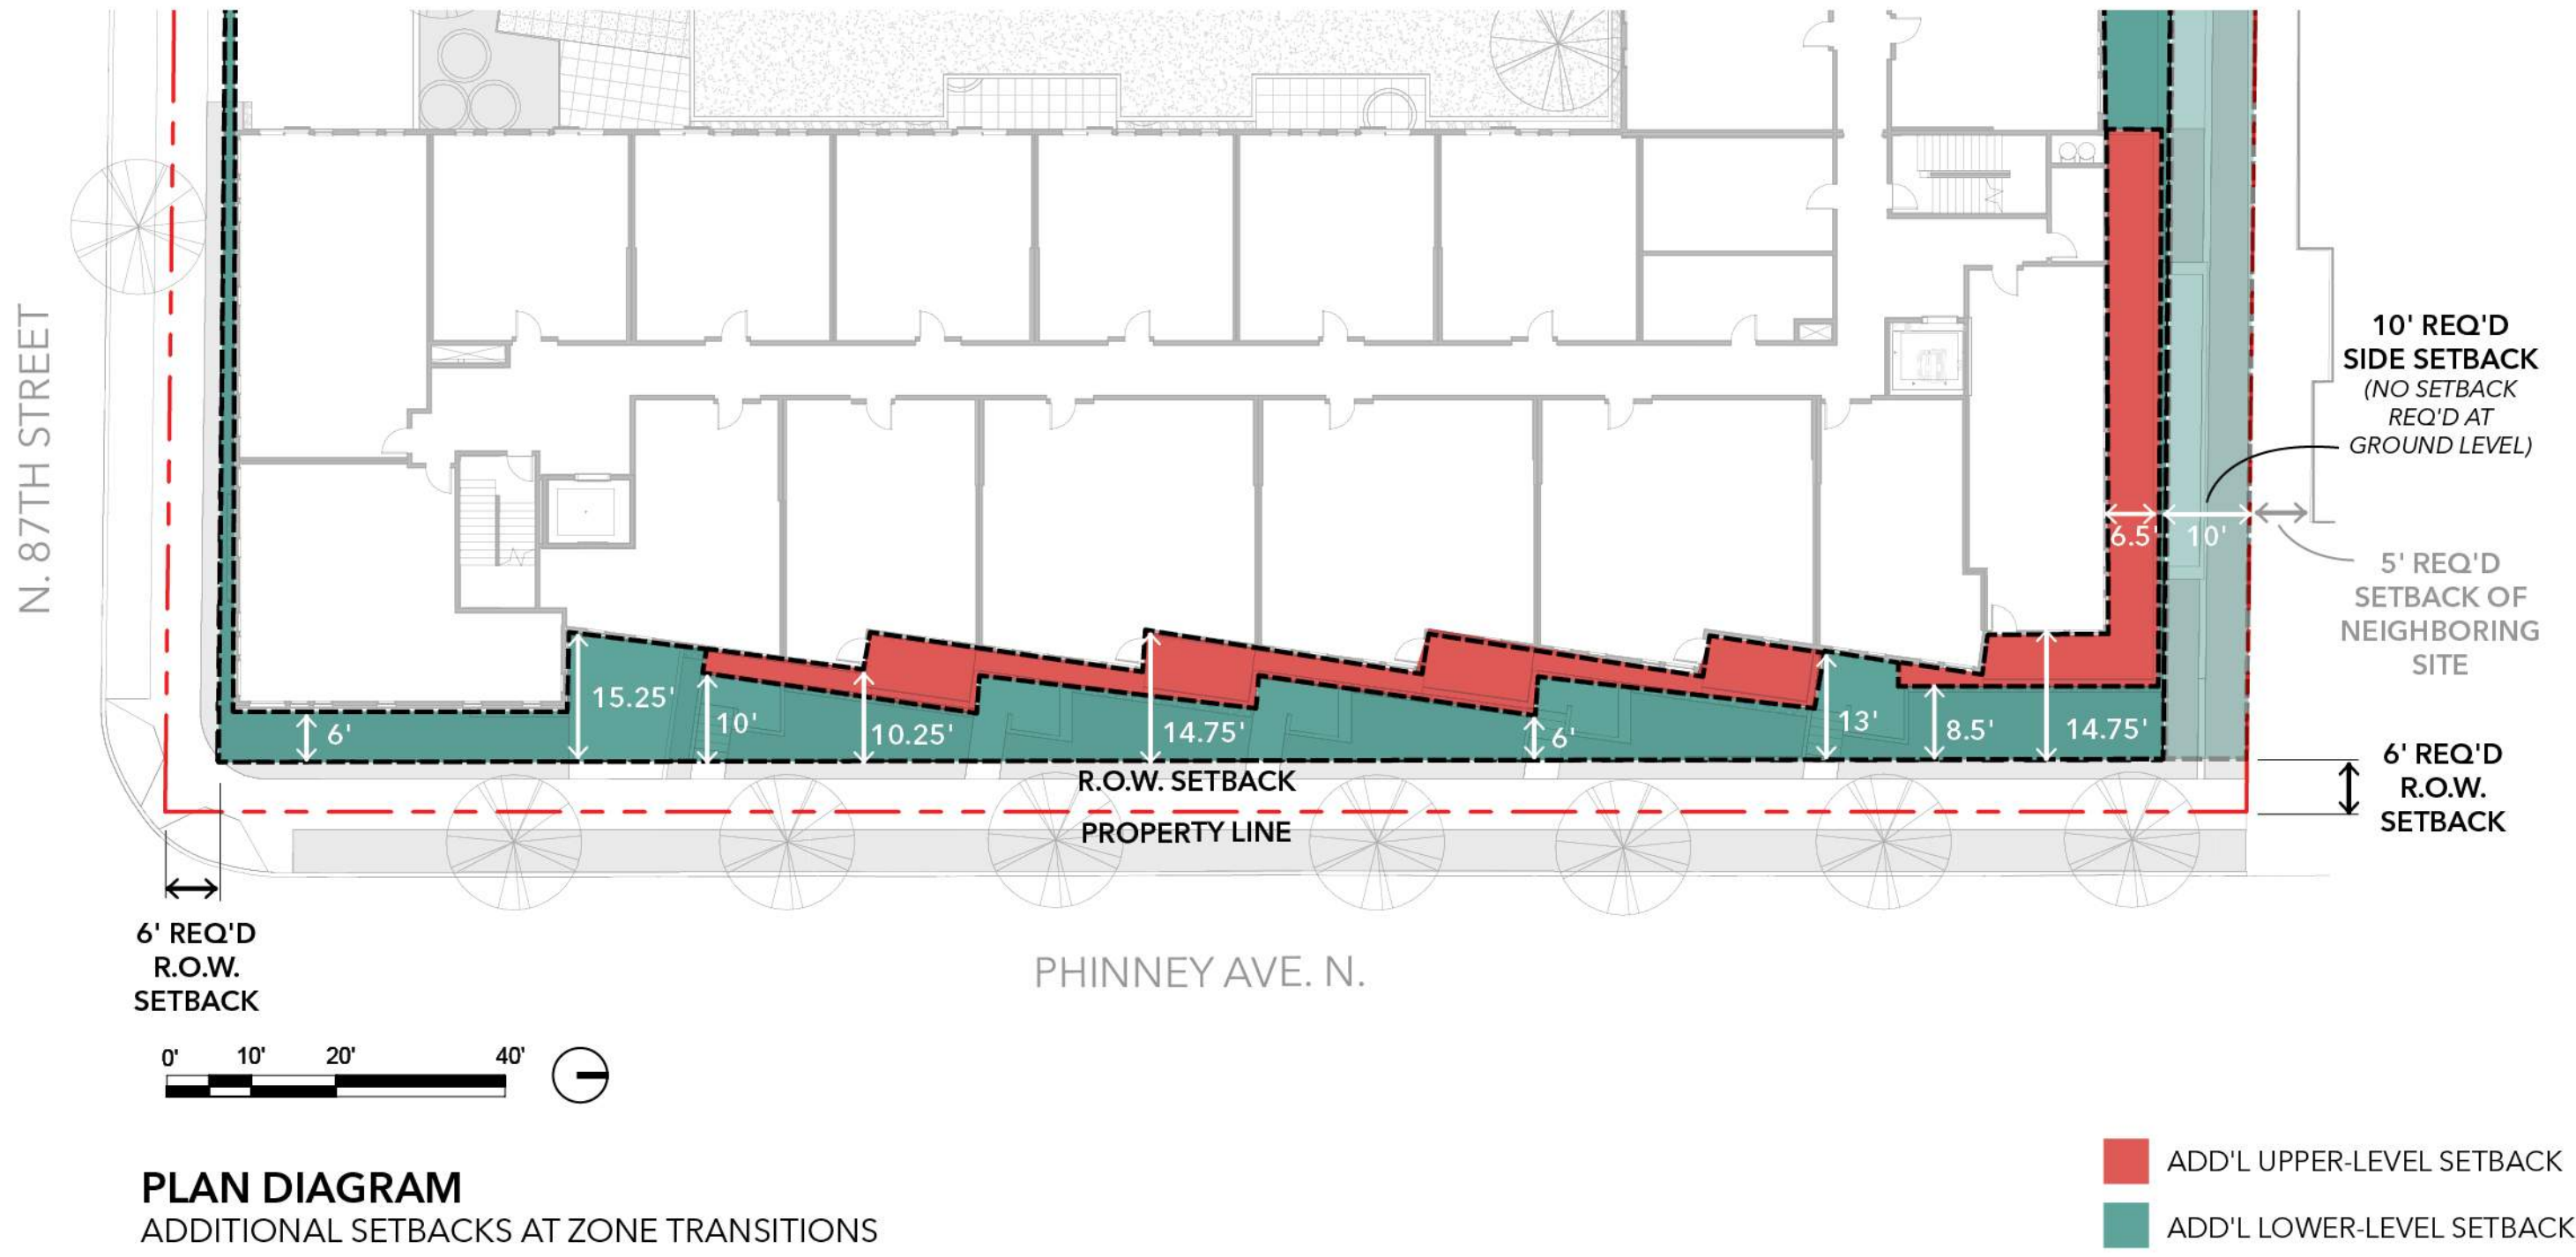 N. 87TH STREET
10' REQ'D
SIDE SETBACK
(NO SETBACK
REQ'D AT
GROUND LEVEL)
6.5'
10'
5' REQ'D
SETBACK OF
NEIGHBORING
SITE
15.25'
6'
10'
10.25'
14.75'
6'
13'
8.5'
14.75'
R.O.W. SETBACK
PROPERTY LINE
6' REQ'D
R.O.W.
SETBACK
6' REQ'D
R.O.W.
SETBACK
PHINNEY AVE. N.
0' 10' 20' 40'
PLAN DIAGRAM
ADDITIONAL SETBACKS AT ZONE TRANSITIONS
ADD'L UPPER-LEVEL SETBACK
ADD'L LOWER-LEVEL SETBACK